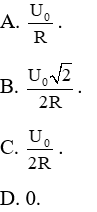 A. U₀/R .
B. U₀√2/2R .
C. U₀/2R .
D. 0.